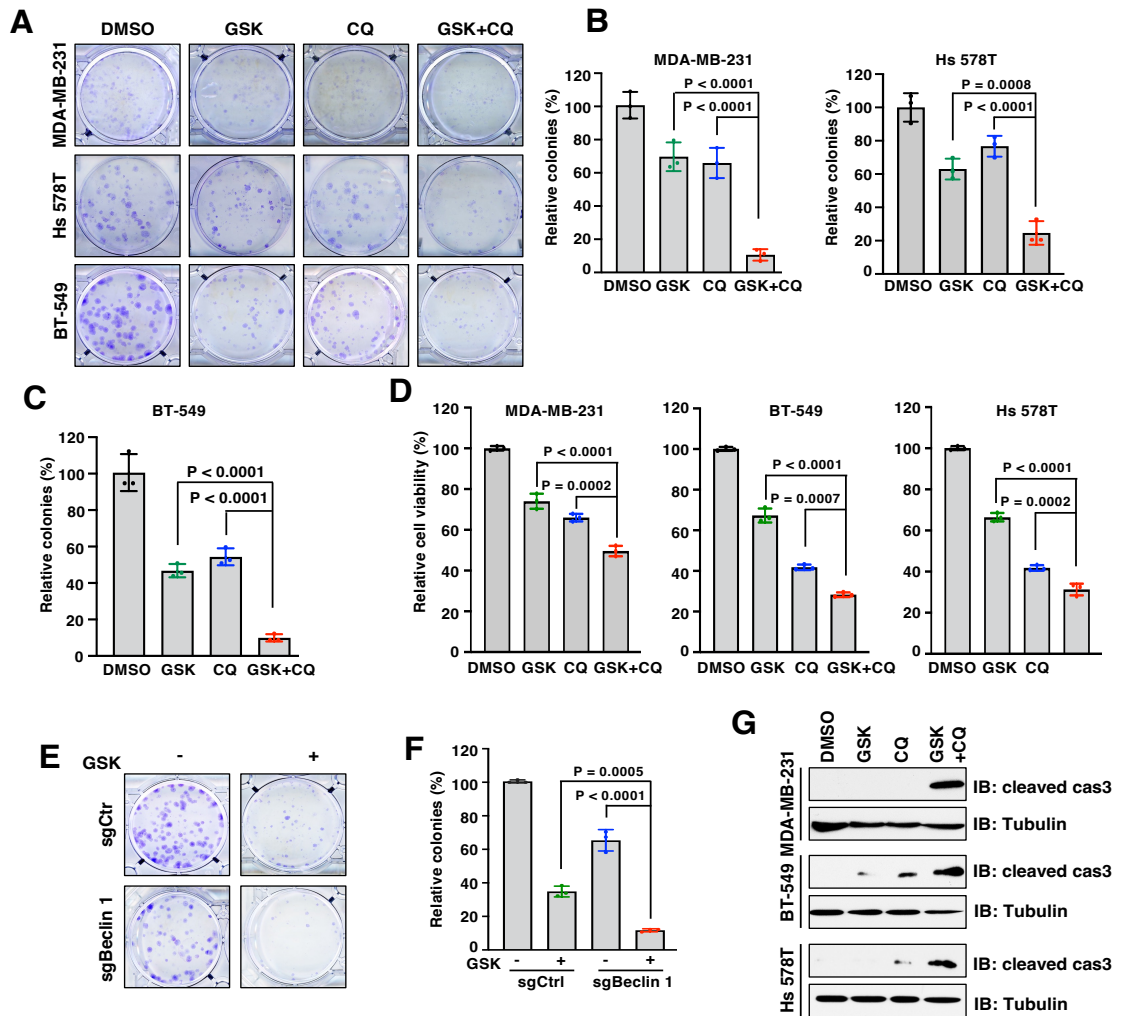 A
DMSO GSK CQ GSK+CQ
MDA-MB-231
Hs 578T
BT-549
B
MDA-MB-231
Relative colonies (%)
120
100
80
60
40
20
0
P < 0.0001
P < 0.0001
DMSO GSK CQ GSK+CQ
Hs 578T
Relative colonies (%)
120
100
80
60
40
20
0
P = 0.0008
P < 0.0001
DMSO GSK CQ GSK+CQ
C
BT-549
Relative colonies (%)
120
100
80
60
40
20
0
P < 0.0001
P < 0.0001
DMSO GSK CQ GSK+CQ
D
MDA-MB-231
Relative cell viability (%)
120
100
80
60
40
20
0
P < 0.0001
P = 0.0002
DMSO GSK CQ GSK+CQ
BT-549
120
100
80
60
40
20
0
P < 0.0001
P = 0.0007
DMSO GSK CQ GSK+CQ
Hs 578T
120
100
80
60
40
20
0
P < 0.0001
P = 0.0002
DMSO GSK CQ
E
GSK - +
sgCtr
sgBeclin 1
F
Relative colonies (%)
120
100
80
60
40
20
0
P = 0.0005
P < 0.0001
GSK - + - +
sgCtrl sgBeclin 1
G
DMSO GSK CQ GSK +CQ
MDA-MB-231
IB: cleaved cas3
IB: Tubulin
BT-549
IB: cleaved cas3
IB: Tubulin
Hs 578T
IB: cleaved cas3
IB: Tubulin